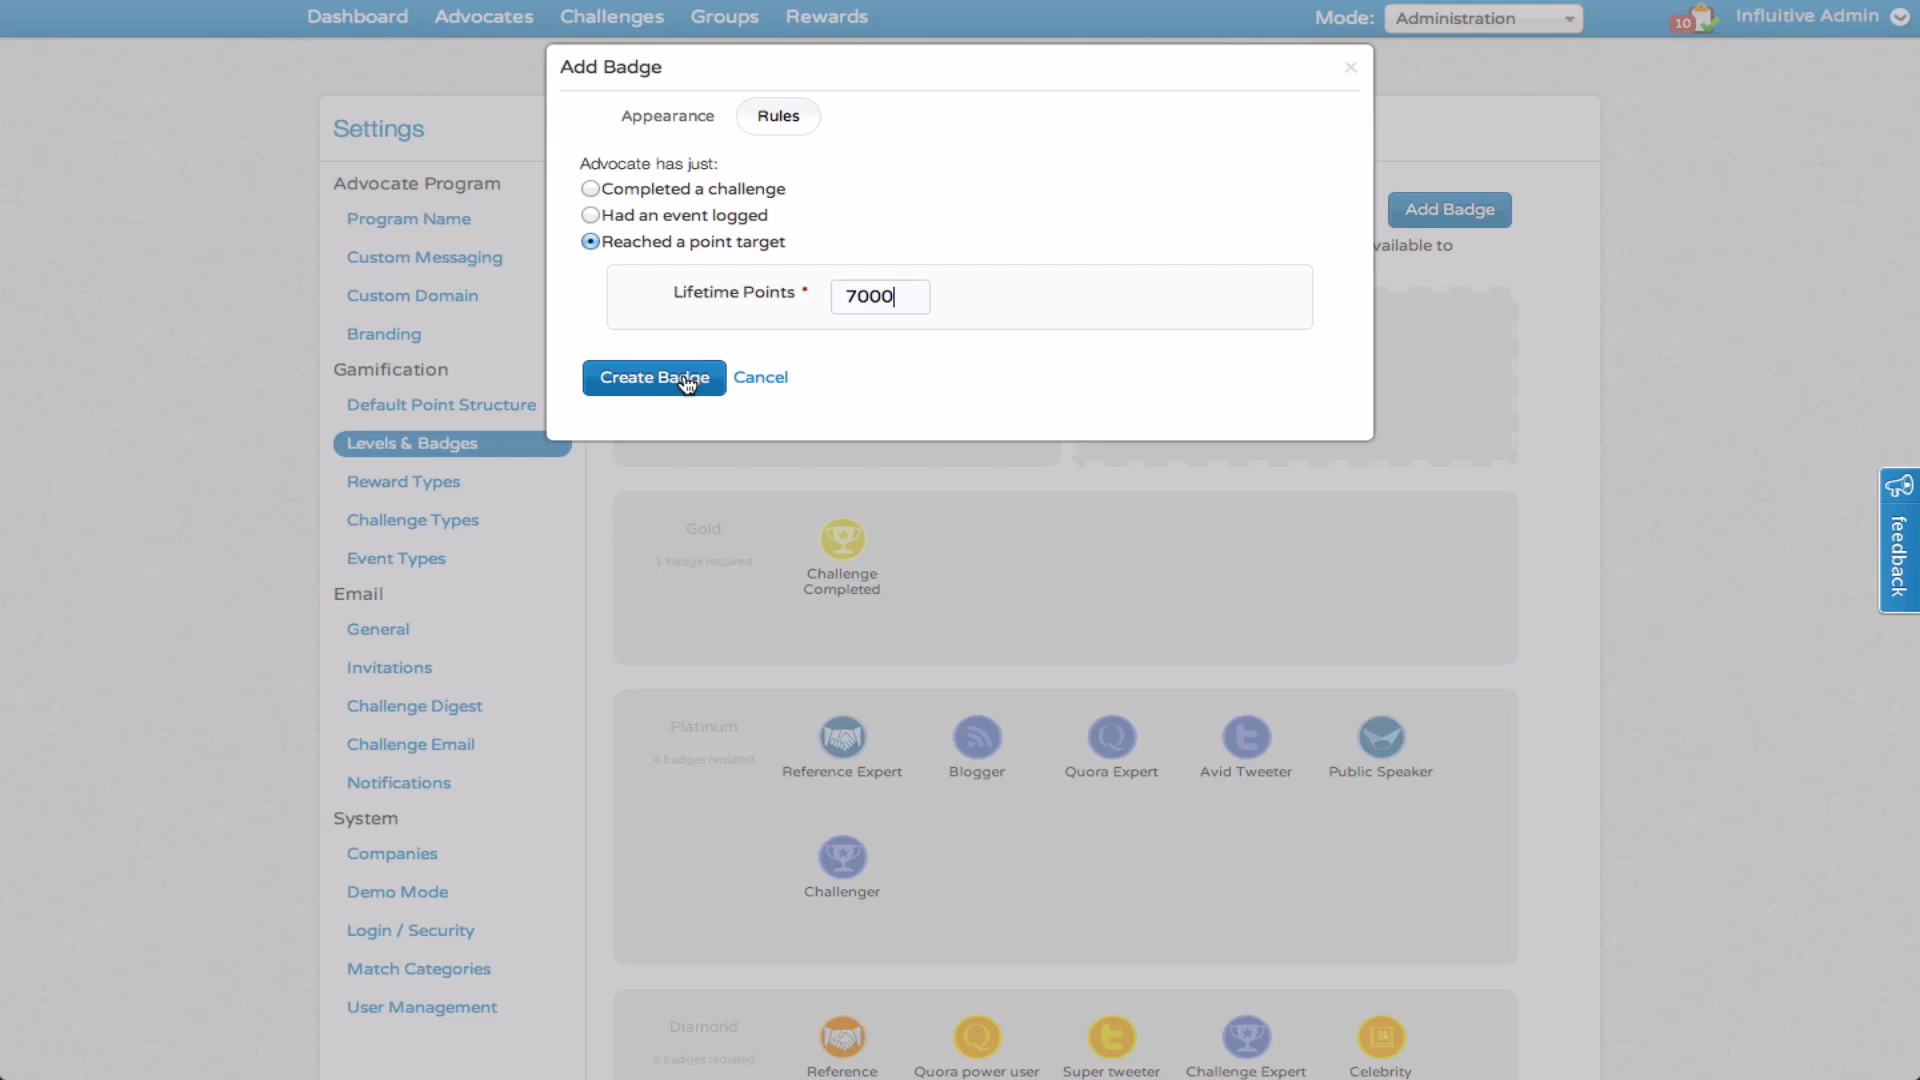 Dashboard Advocates Challenges Groups Rewards Mode: Administration 10 Influitive Admin
Add Badge ×
Appearance Rules
Advocate has just:
Completed a challenge
Had an event logged
Reached a point target
Lifetime Points * 7000
Create Badge Cancel
Settings
Advocate Program
Program Name
Custom Messaging
Custom Domain
Branding
Gamification
Default Point Structure
Levels & Badges
Reward Types
Challenge Types
Event Types
Email
General
Invitations
Challenge Digest
Challenge Email
Notifications
System
Companies
Demo Mode
Login / Security
Match Categories
User Management
Add Badge
vailable to
Gold
1 badge required
Challenge
Completed
Platinum
4 badges required
Reference Expert
Blogger
Quora Expert
Avid Tweeter
Public Speaker
Challenger
Diamond
5 badges required
Reference
Quora power user
Super tweeter
Challenge Expert
Celebrity
feedback